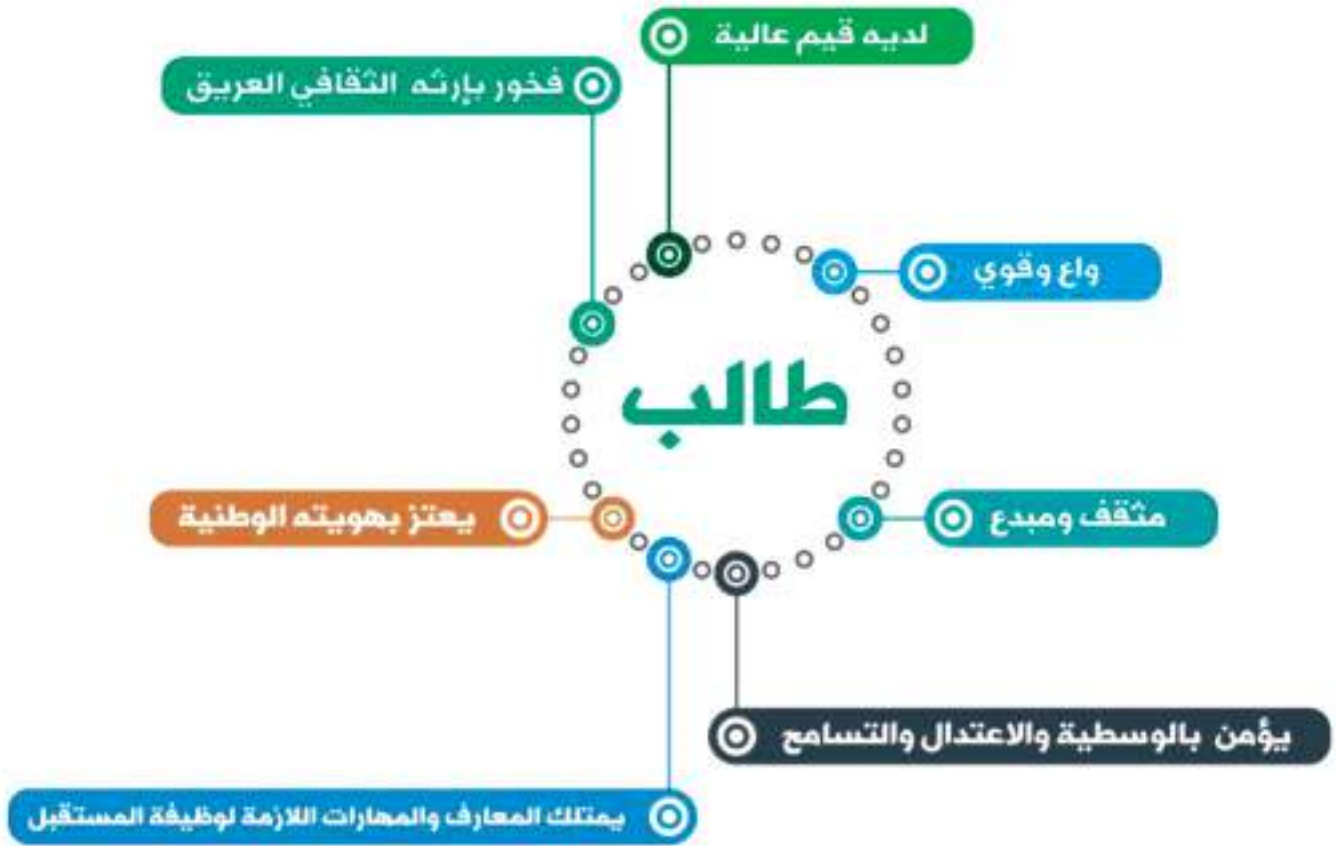 لديه قيم عالية
فخور بإرثه الثقافي العريق
واع وقوي
طالب
يعتز بهويته الوطنية
مثقف ومبدع
يؤمن بالوسطية والاعتدال والتسامح
يمتلك المعارف والمهارات اللازمة لوظيفة المستقبل